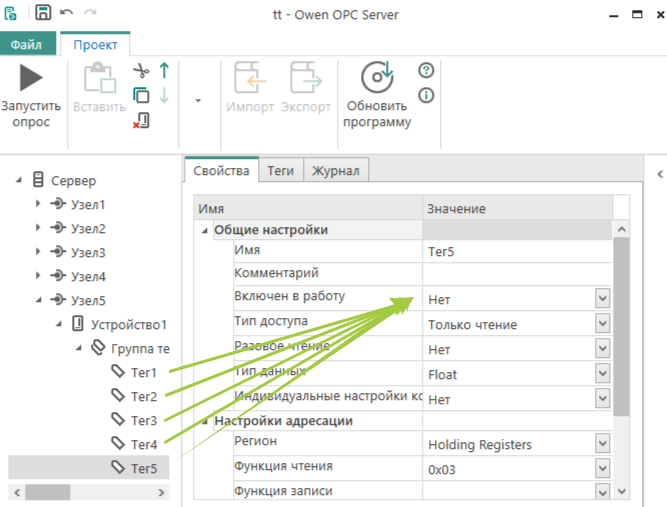 tt - Owen OPC Server
Файл
Проект
Запустить опрос
Вставить
Импорт
Экспорт
Обновить программу
Сервер
Узел1
Узел2
Узел3
Узел4
Узел5
Устройство1
Группа те
Тег1
Тег2
Тег3
Тег4
Тег5
Свойства
Теги
Журнал
Имя Значение
Общие настройки
Имя Тег5
Комментарий
Включен в работу Нет
Тип доступа Только чтение
Разовое чтение Нет
Тип данных Float
Индивидуальные настройки кс Нет
Настройки адресации
Регион Holding Registers
Функция чтения 0x03
Функция записи